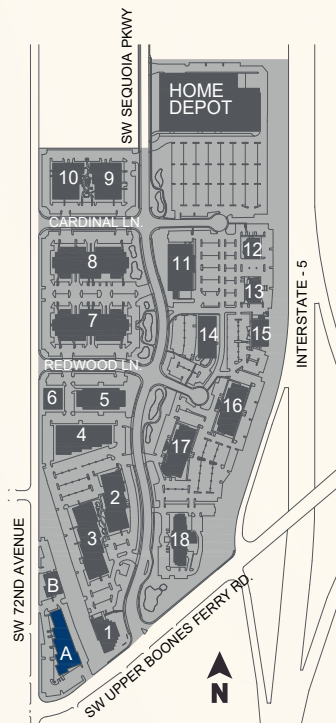 SW SEQUOIA PKWY
HOME
DEPOT
10
9
CARDINAL LN.
12
8
11
13
INTERSTATE - 5
7
14
15
REDWOOD LN.
6
5
16
4
17
2
3
18
SW 72ND AVENUE
B
1
A
SW UPPER BOONES FERRY RD.
N